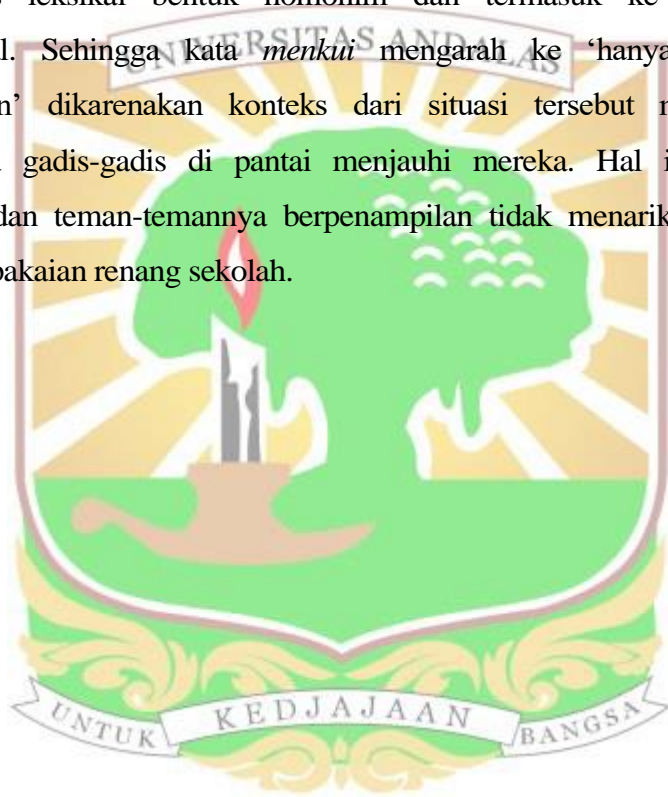 leksikal bentuk homonim dan termasuk ke
UNIVERSITAS ANDALAS
Sehingga kata menkui mengarah ke ‘hanya
dikarenakan konteks dari situasi tersebut
gadis-gadis di pantai menjauhi mereka. Hal
dan teman-temannya berpenampilan tidak menarik
pakaian renang sekolah.
UNTUK KEDJAJAAN BANGSA